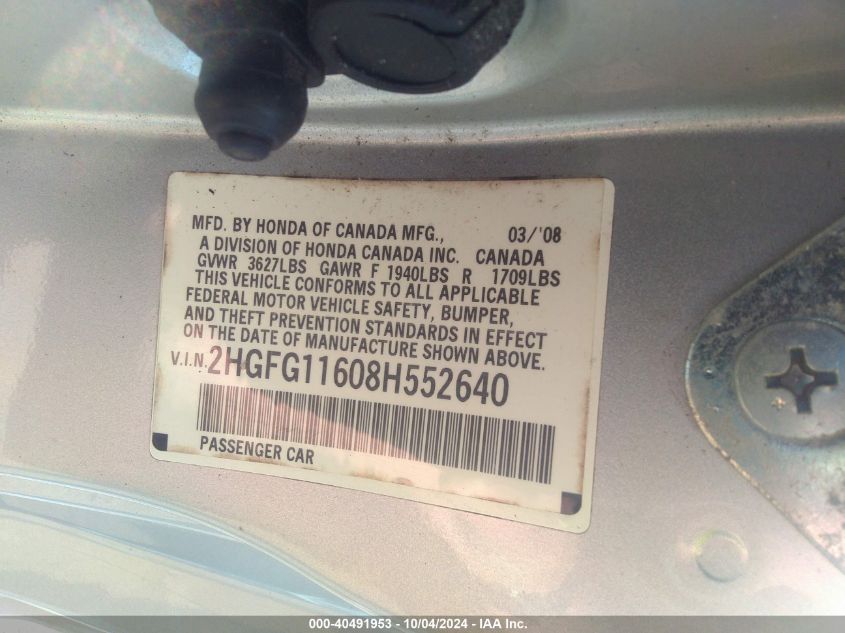 MFD. BY HONDA OF CANADA MFG., 03/'08
A DIVISION OF HONDA CANADA INC. CANADA
GVWR 3627LBS GAWR F 1940LBS R 1709LBS
THIS VEHICLE CONFORMS TO ALL APPLICABLE
FEDERAL MOTOR VEHICLE SAFETY, BUMPER,
AND THEFT PREVENTION STANDARDS IN EFFECT
ON THE DATE OF MANUFACTURE SHOWN ABOVE.
V.I.N. 2HGFG11608H552640
PASSENGER CAR
000-40491953 - 10/04/2024 - IAA Inc.